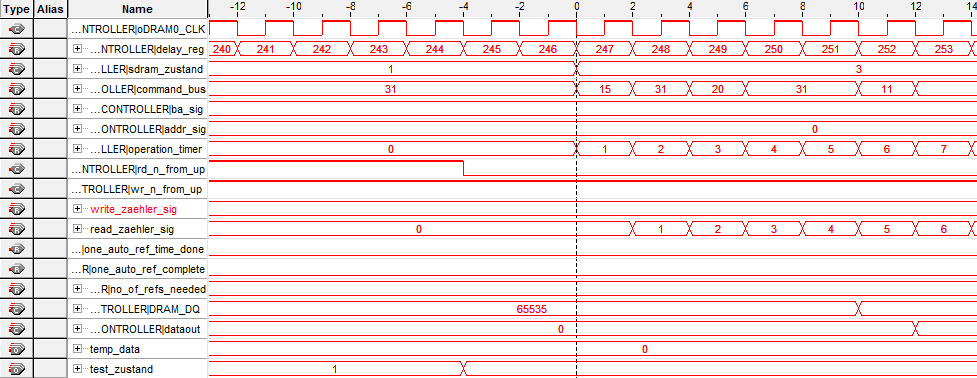 Type Alias Name -12 -10 -8 -6 -4 -2 0 2 4 6 8 10 12 14
...NTROLLER|oDRAM0_CLK
...NTROLLER|delay_reg 240 241 242 243 244 245 246 247 248 249 250 251 252 253
...LLER|sdram_zustand 1 3
...OLLER|command_bus 31 15 31 20 31 11
...CONTROLLER|ba_sig
...ONTROLLER|addr_sig 0
...LLER|operation_timer 0 1 2 3 4 5 6 7
...NTROLLER|rd_n_from_up
...TROLLER|wr_n_from_up
write_zaehler_sig
read_zaehler_sig 0 1 2 3 4 5 6
...|one_auto_ref_time_done
...R|one_auto_ref_complete
...R|no_of_refs_needed
...TROLLER|DRAM_DQ 65535
...ONTROLLER|dataout 0
temp_data 0
test_zustand 1